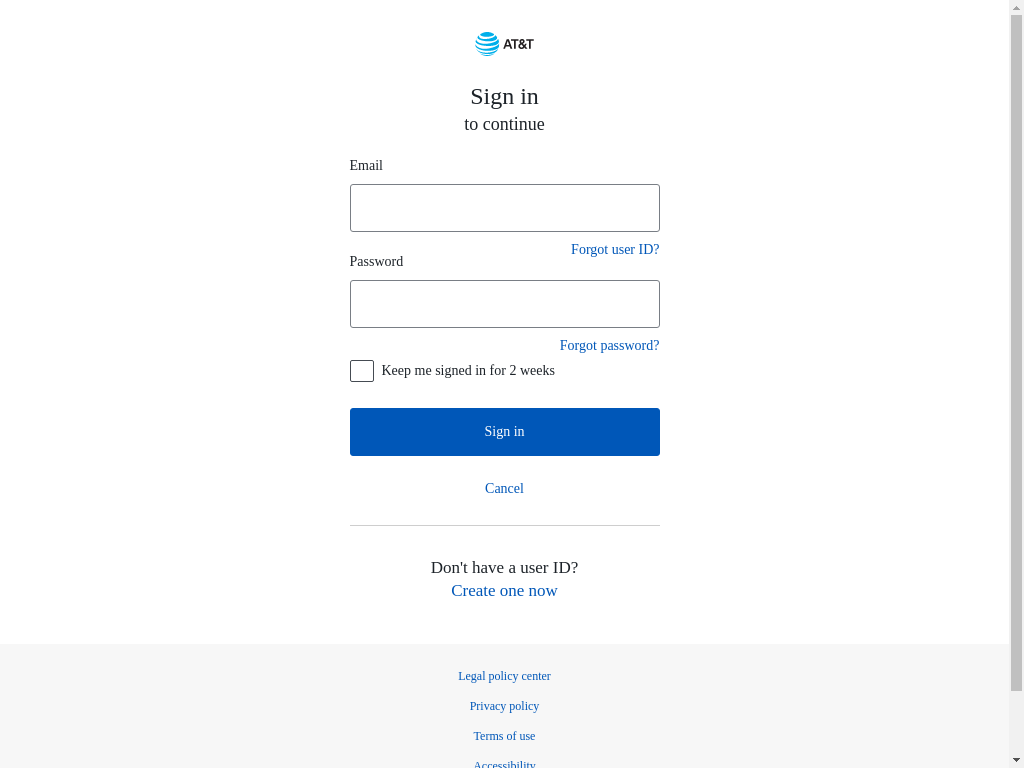 AT&T
Sign in
to continue
Email
Forgot user ID?
Password
Forgot password?
Keep me signed in for 2 weeks
Sign in
Cancel
Don't have a user ID?
Create one now
Legal policy center
Privacy policy
Terms of use
Accessibility